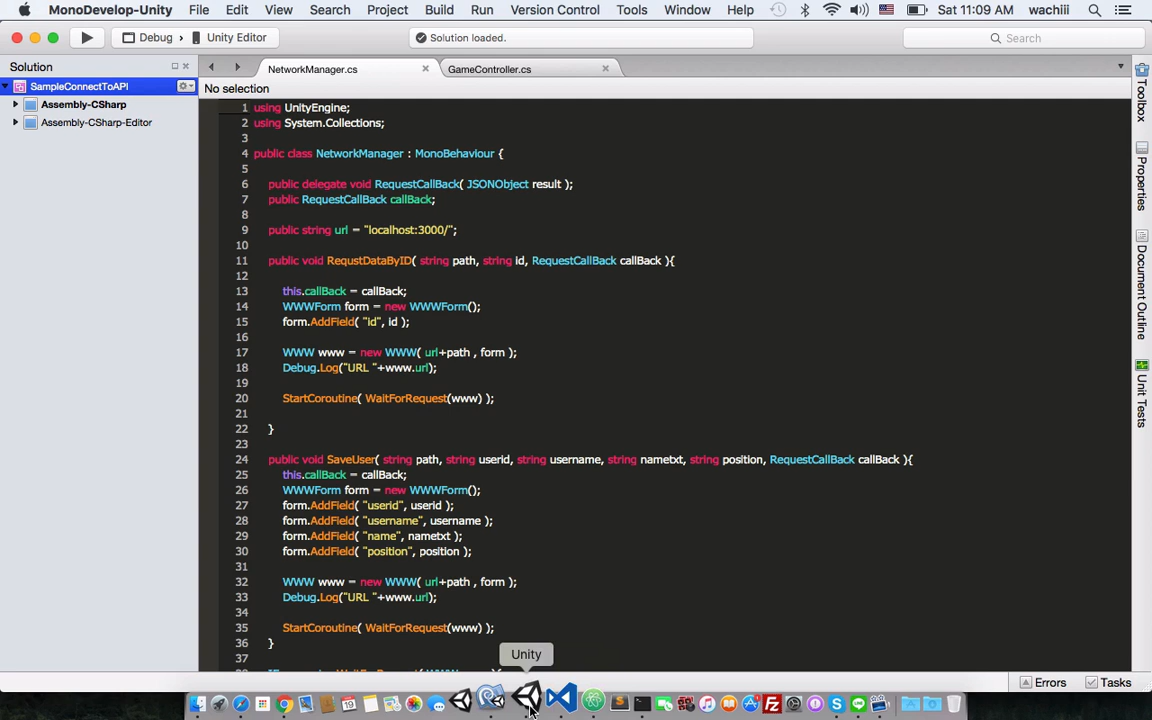 MonoDevelop-Unity File Edit View Search Project Build Run Version Control Tools Window Help Sat 11:09 AM wachiii
Debug Unity Editor Solution loaded. Search
Solution NetworkManager.cs GameController.cs
No selection
SampleConnectToAPI
Assembly-CSharp
Assembly-CSharp-Editor
1 using UnityEngine;
2 using System.Collections;
3
4 public class NetworkManager : MonoBehaviour {
5
6 public delegate void RequestCallBack( JSONObject result );
7 public RequestCallBack callBack;
8
9 public string url = "localhost:3000/";
10
11 public void RequstDataByID( string path, string id, RequestCallBack callBack ){
12
13 this.callBack = callBack;
14 WWWForm form = new WWWForm();
15 form.AddField( "id", id );
16
17 WWW www = new WWW( url+path , form );
18 Debug.Log("URL "+www.url);
19
20 StartCoroutine( WaitForRequest(www) );
21
22 }
23
24 public void SaveUser( string path, string userid, string username, string nametxt, string position, RequestCallBack callBack ){
25 this.callBack = callBack;
26 WWWForm form = new WWWForm();
27 form.AddField( "userid", userid );
28 form.AddField( "username", username );
29 form.AddField( "name", nametxt );
30 form.AddField( "position", position );
31
32 WWW www = new WWW( url+path , form );
33 Debug.Log("URL "+www.url);
34
35 StartCoroutine( WaitForRequest(www) );
36 }
37
Toolbox
Properties
Document Outline
Unit Tests
Unity
Errors Tasks
19